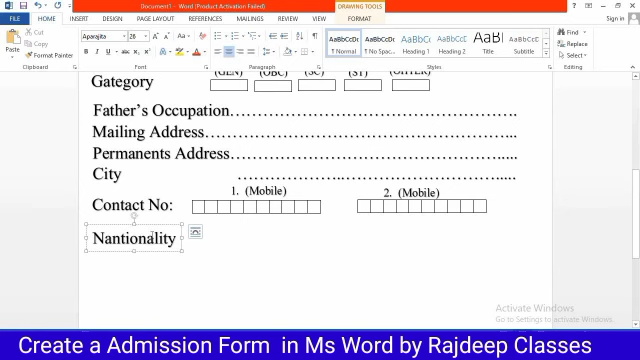 Document1 - Word (Product Activation Failed)
DRAWING TOOLS
FILE HOME INSERT DESIGN PAGE LAYOUT REFERENCES MAILINGS REVIEW VIEW FORMAT Sign in
Paste
Cut
Copy
Format Painter
Clipboard
Aparajita 26
Font
Paragraph
AaBbCcDc AaBbCcDc AaBbCc AaBbCcD AaBl AaBbCcD
¶ Normal ¶ No Spac... Heading 1 Heading 2 Title Subtitle
Styles
Find
Replace
Select
Editing
(GEN) (OBC) (SC) (ST) (OHTER)
Gategory
Father's Occupation……………………………………………….
Mailing Address…………………………………………………..
Permanents Address…………………………………………….....
City …………………..…………………………….....
1. (Mobile) 2. (Mobile)
Contact No:
Nantionality
Activate Windows
Go to Settings to activate Windows.
Create a Admission Form in Ms Word by Rajdeep Classes